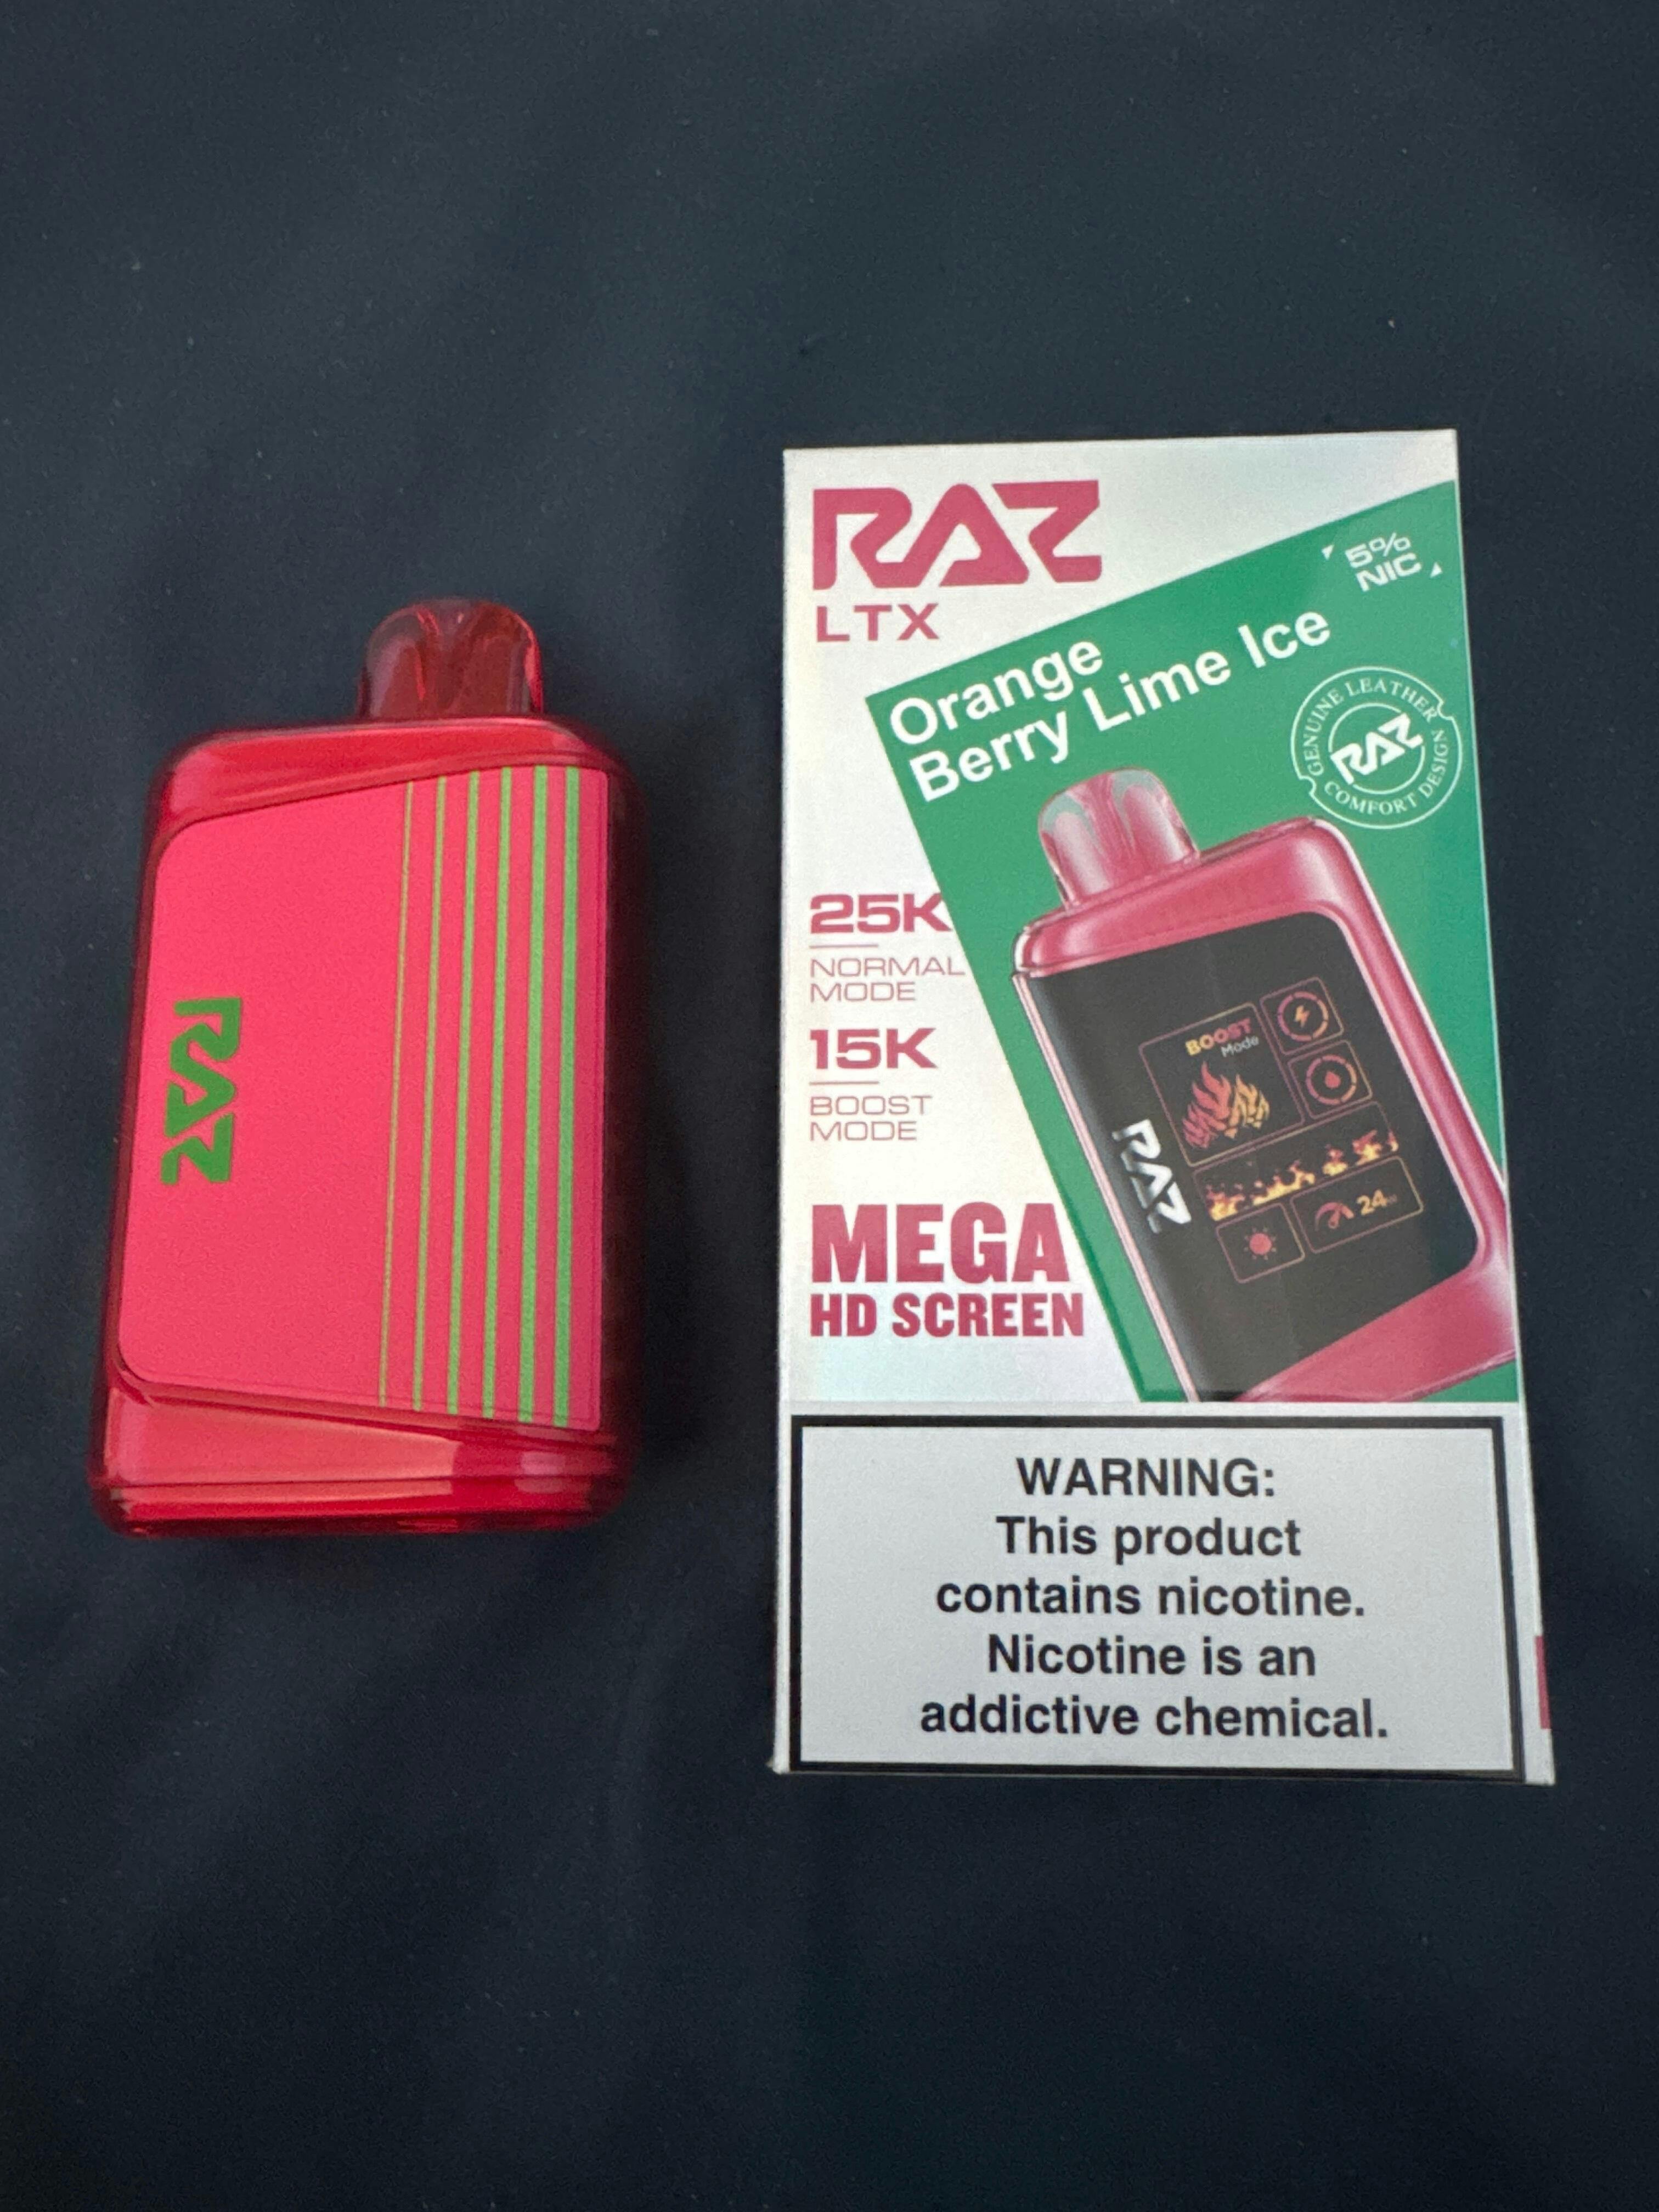 RAZ
RAZ
LTX
5%
NIC
Orange
Berry Lime Ice
GENUINE LEATHER
RAZ
COMFORT DESIGN
25K
NORMAL
MODE
15K
BOOST
MODE
BOOST
Mode
RAZ
24
MEGA
HD SCREEN
WARNING:
This product
contains nicotine.
Nicotine is an
addictive chemical.